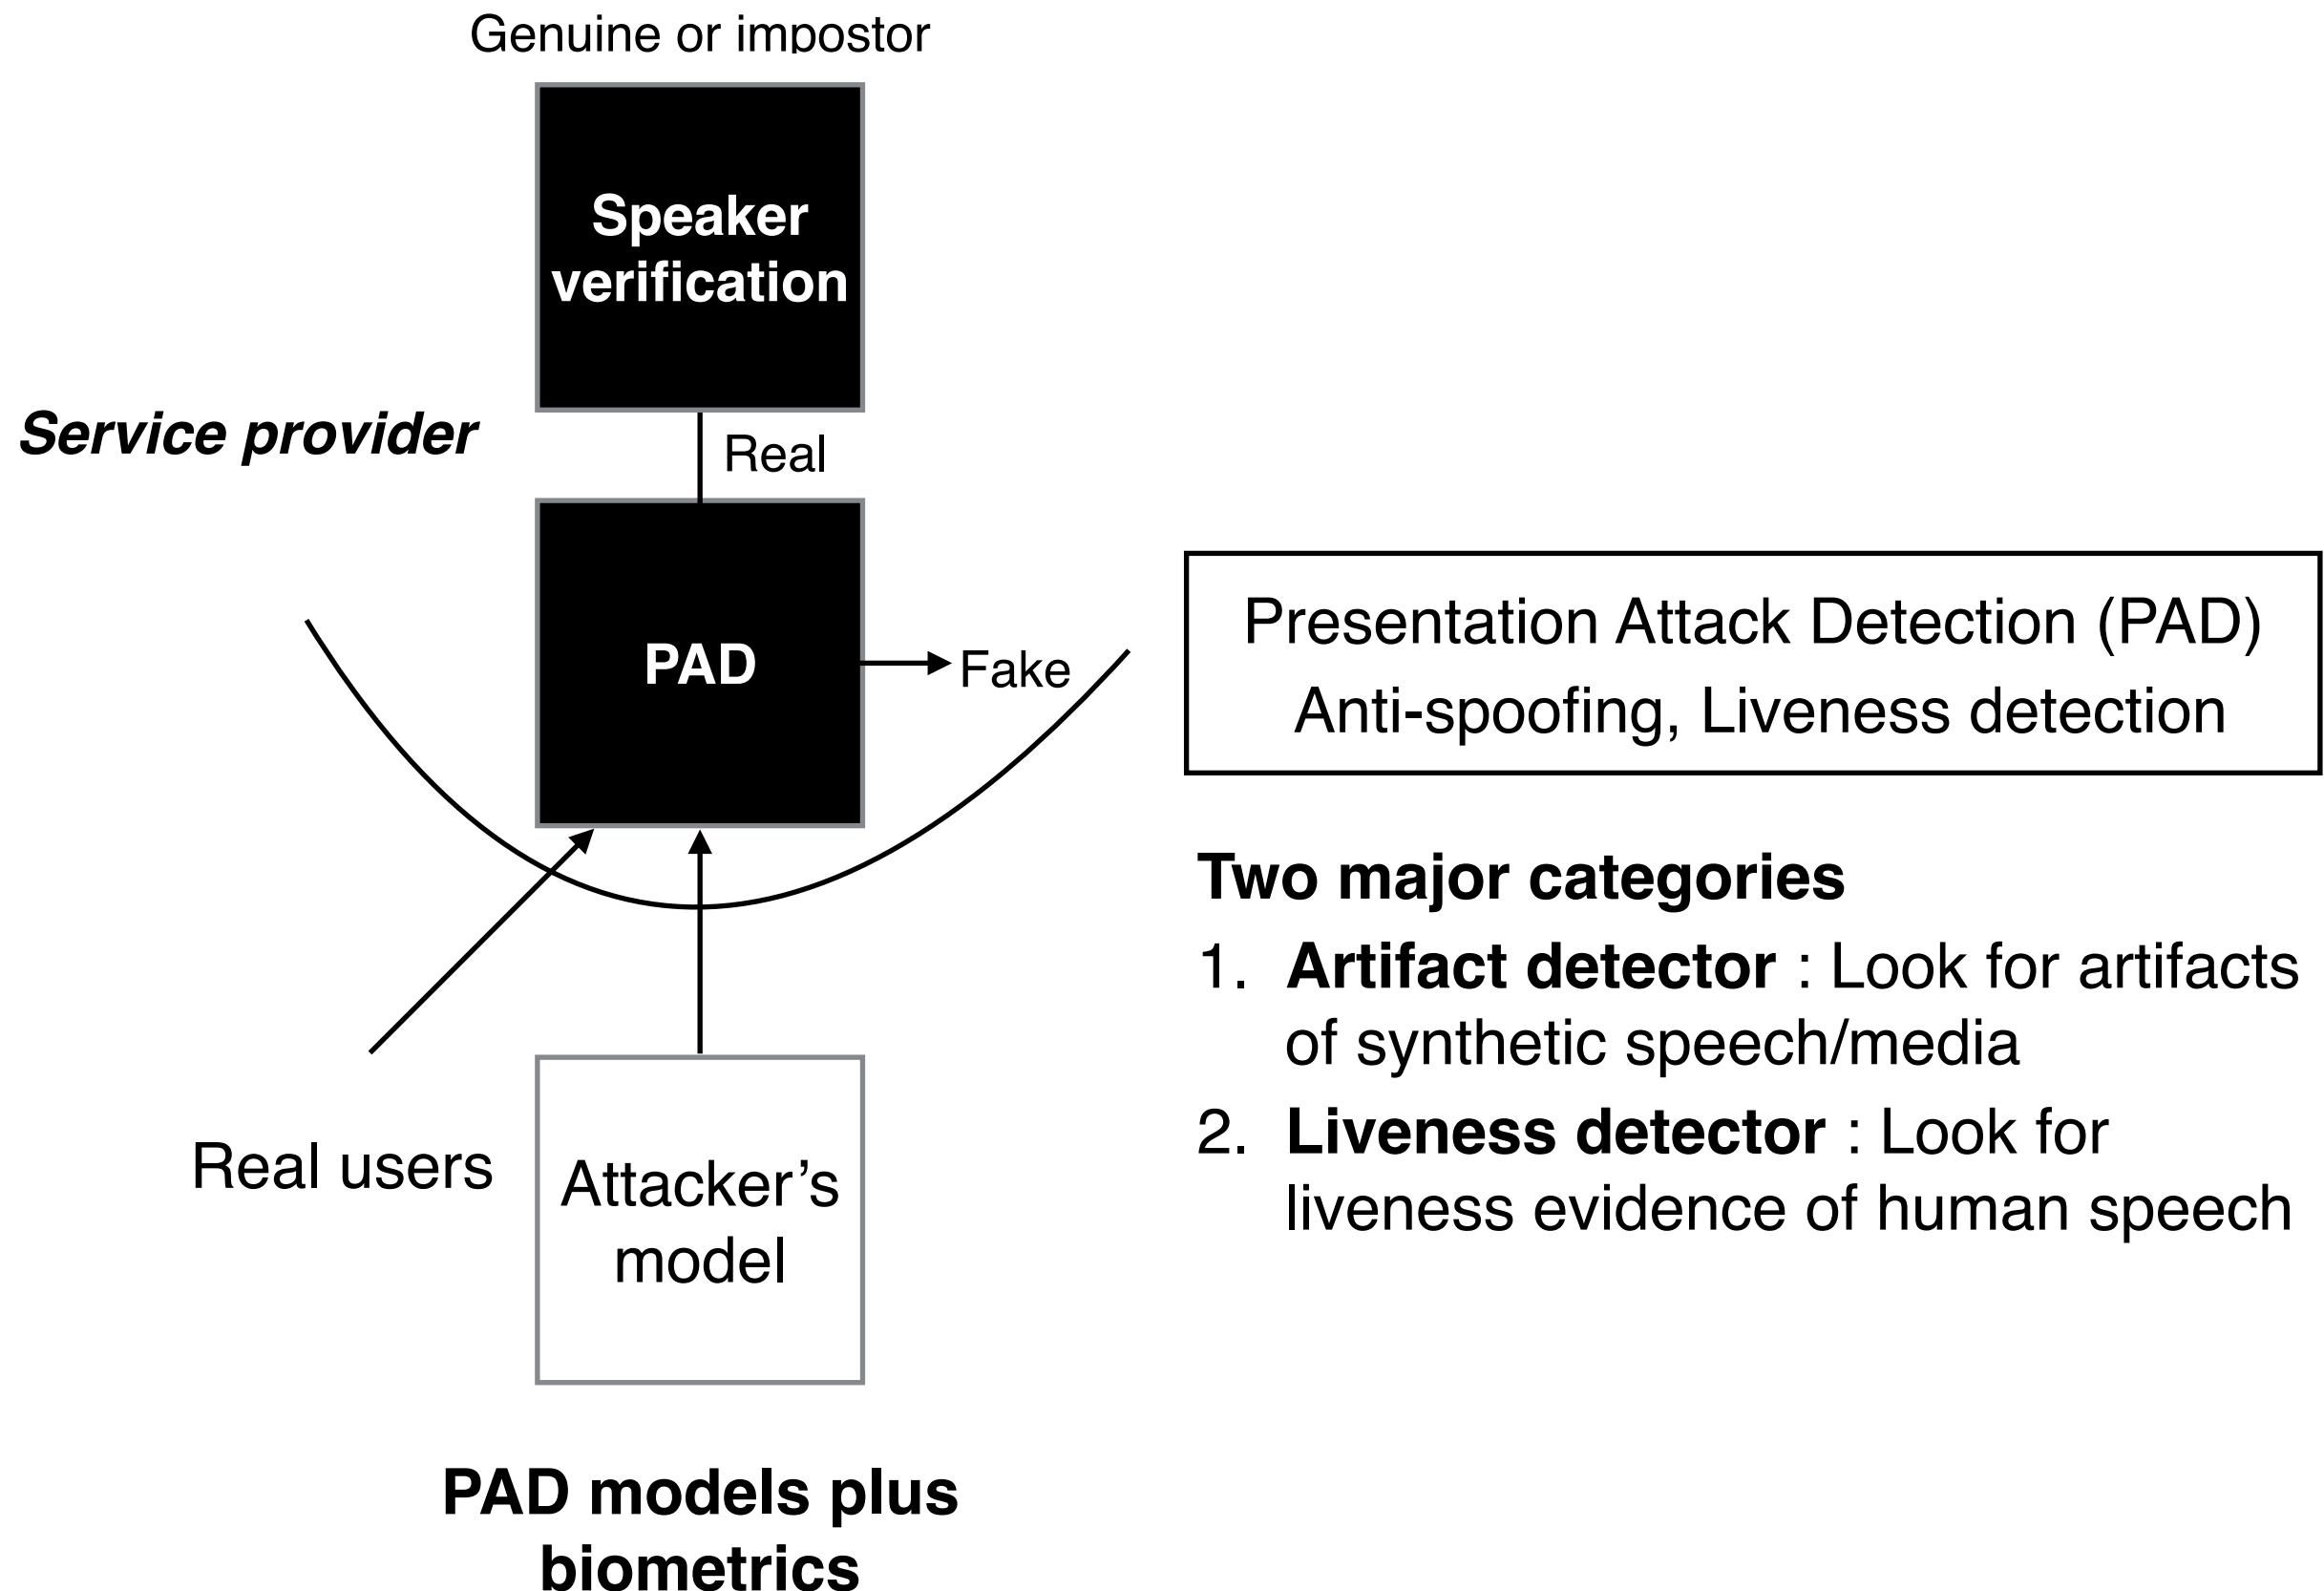 Genuine or impostor
Speaker
verification
Service provider
Real
PAD
Fake
Real users
Attacker’s
model
PAD models plus
biometrics
Presentation Attack Detection (PAD)
Anti-spoofing, Liveness detection
Two major categories
1. Artifact detector : Look for artifacts
of synthetic speech/media
2. Liveness detector : Look for
liveness evidence of human speech